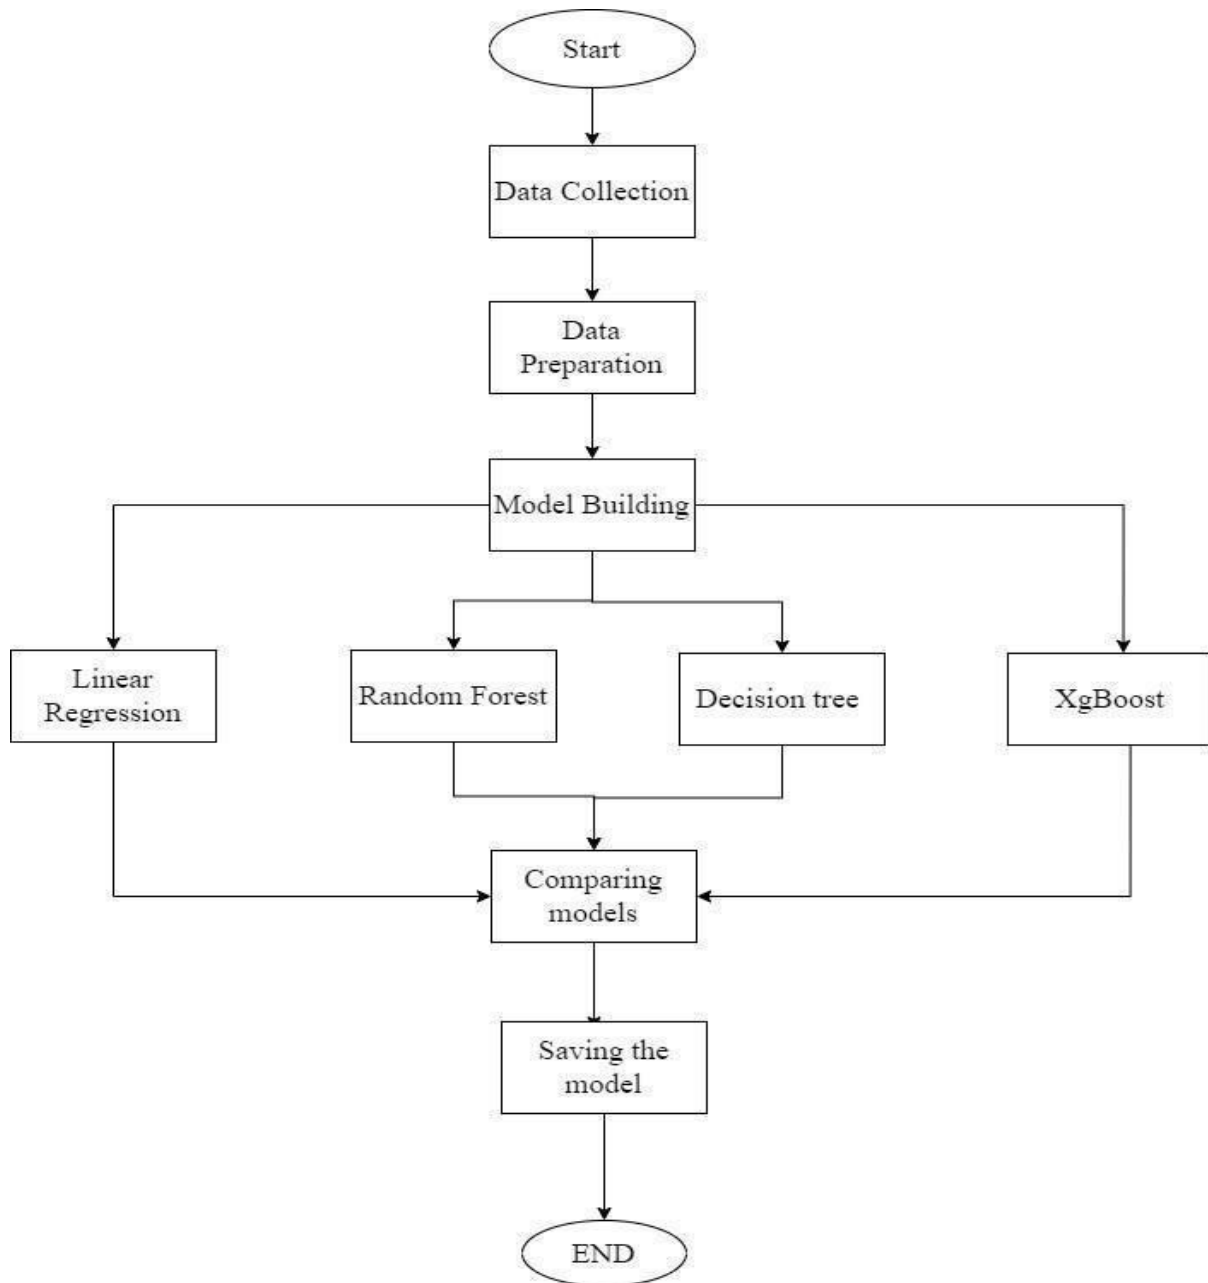 Start
Data Collection
Data
Preparation
Model Building
Linear
Regression
Random Forest
Decision tree
XgBoost
Comparing
models
Saving the
model
END